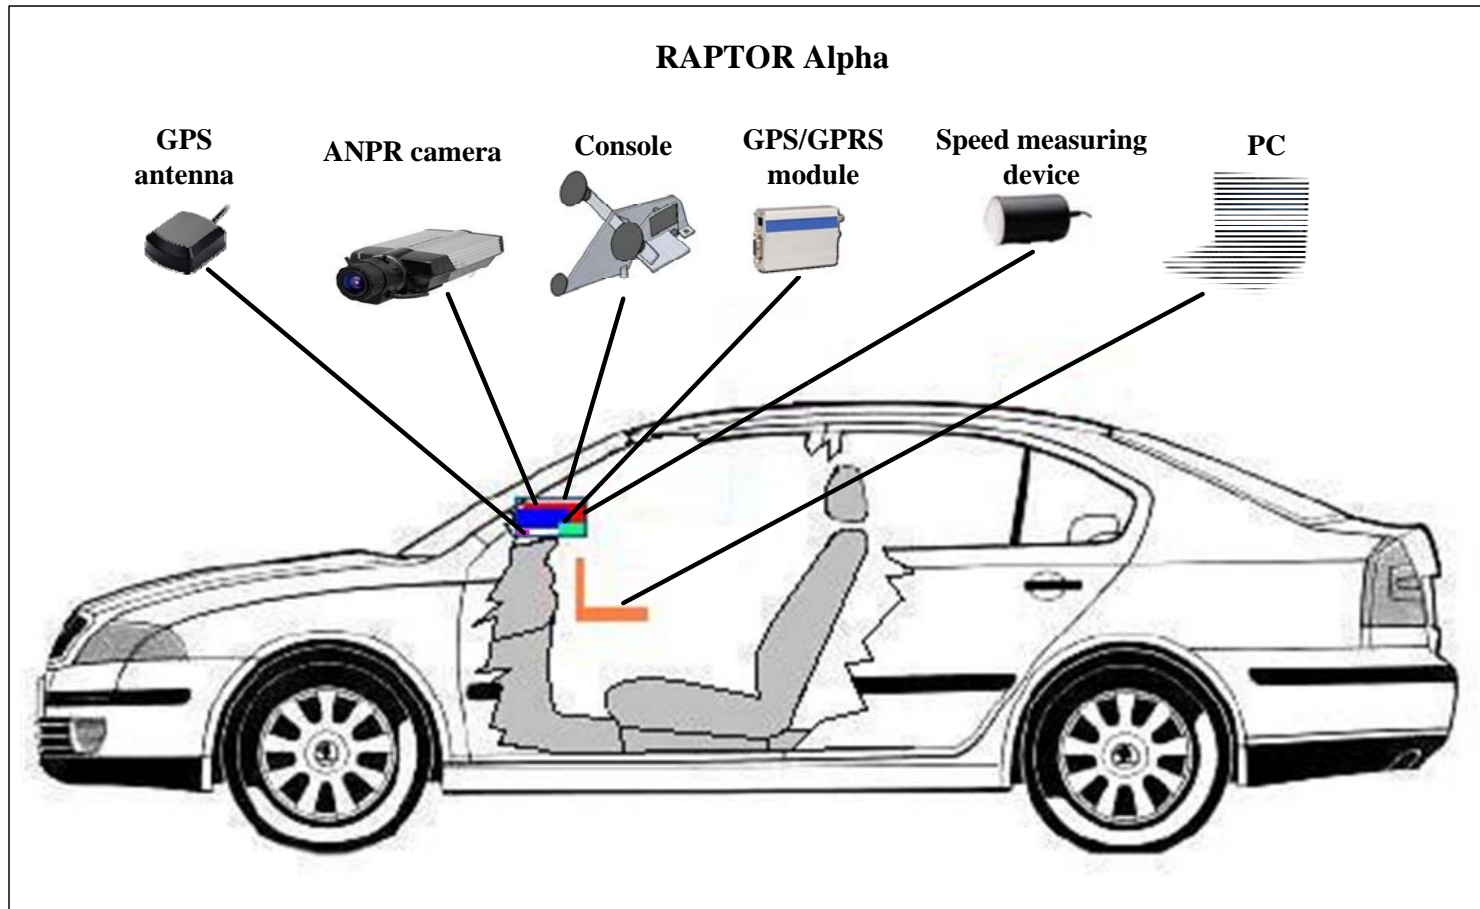 RAPTOR Alpha
GPS
antenna
ANPR camera
Console
GPS/GPRS
module
Speed measuring
device
PC